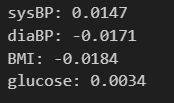 sysBP: 0.0147
diaBP: -0.0171
BMI: -0.0184
glucose: 0.0034